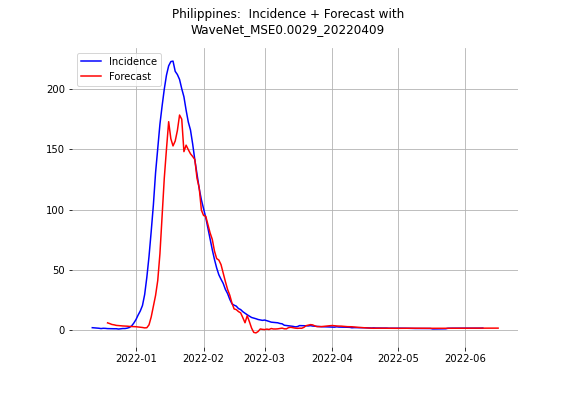 Philippines:  Incidence + Forecast with
WaveNet_MSE0.0029_20220409
Incidence
Forecast
200
150
100
50
0
2022-01 2022-02 2022-03 2022-04 2022-05 2022-06